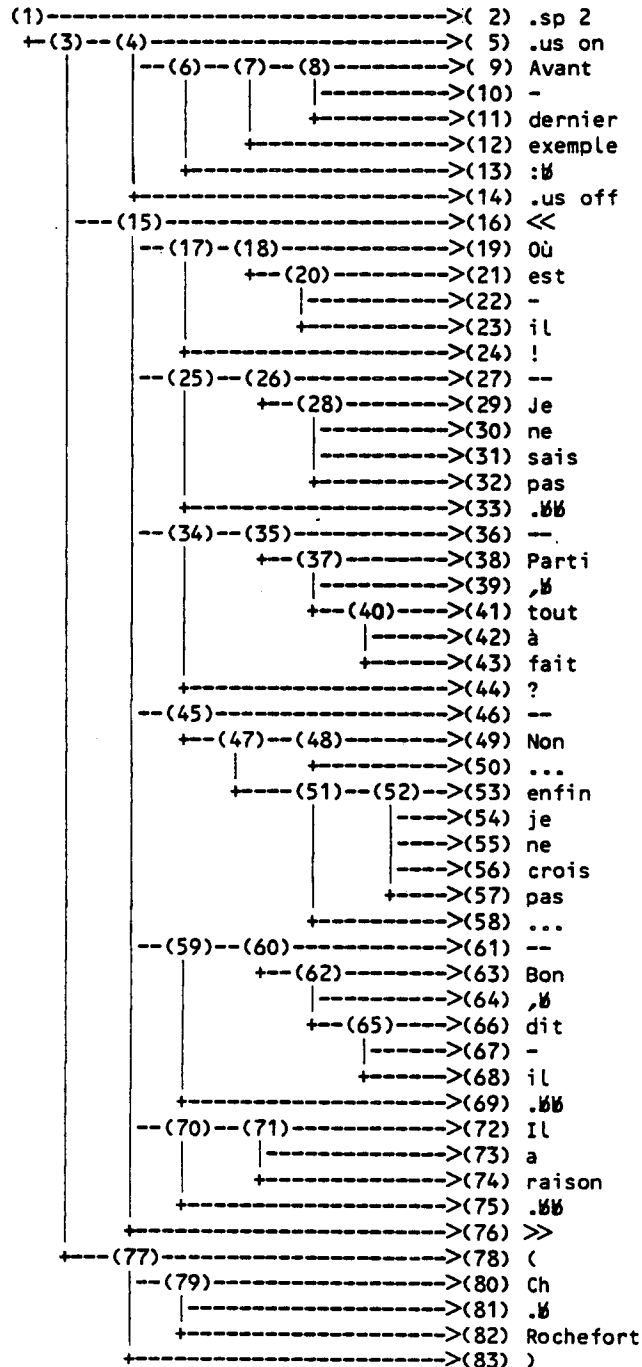 (1)---------------------->( 2) .sp 2
+-(3)--(4)---------------->( 5) .us on
--(6)--(7)--(8)---------->( 9) Avant
---------->(10) -
+--------->(11) dernier
+-------------->(12) exemple
+------------------->(13) :b̸
+----------------------->(14) .us off
---(15)------------------->(16) <<
--(17)-(18)------------->(19) Où
+--(20)--------->(21) est
---------->(22) -
+---------->(23) il
+------------------->(24) !
--(25)--(26)------------>(27) --
+--(28)-------->(29) Je
--------->(30) ne
--------->(31) sais
+--------->(32) pas
+------------------->(33) .b̸b̸
--(34)--(35)------------>(36) --
+--(37)-------->(38) Parti
--------->(39) ,b̸
+--(40)---->(41) tout
----->(42) à
+----->(43) fait
+------------------->(44) ?
--(45)------------------>(46) --
+--(47)--(48)------>(49) Non
+--------->(50) ...
+----(51)--(52)-->(53) enfin
--->(54) je
--->(55) ne
--->(56) crois
+--->(57) pas
+--------->(58) ...
--(59)--(60)------------>(61) --
+--(62)-------->(63) Bon
--------->(64) ,b̸
+--(65)---->(66) dit
----->(67) -
+----->(68) il
+------------------->(69) .b̸b̸
--(70)--(71)------------>(72) Il
------------->(73) a
+------------->(74) raison
+------------------->(75) .b̸b̸
+----------------------->(76) >>
+---(77)------------------->(78) (
--(79)------------------>(80) Ch
------------------->(81) .b̸
+------------------->(82) Rochefort
+----------------------->(83) )